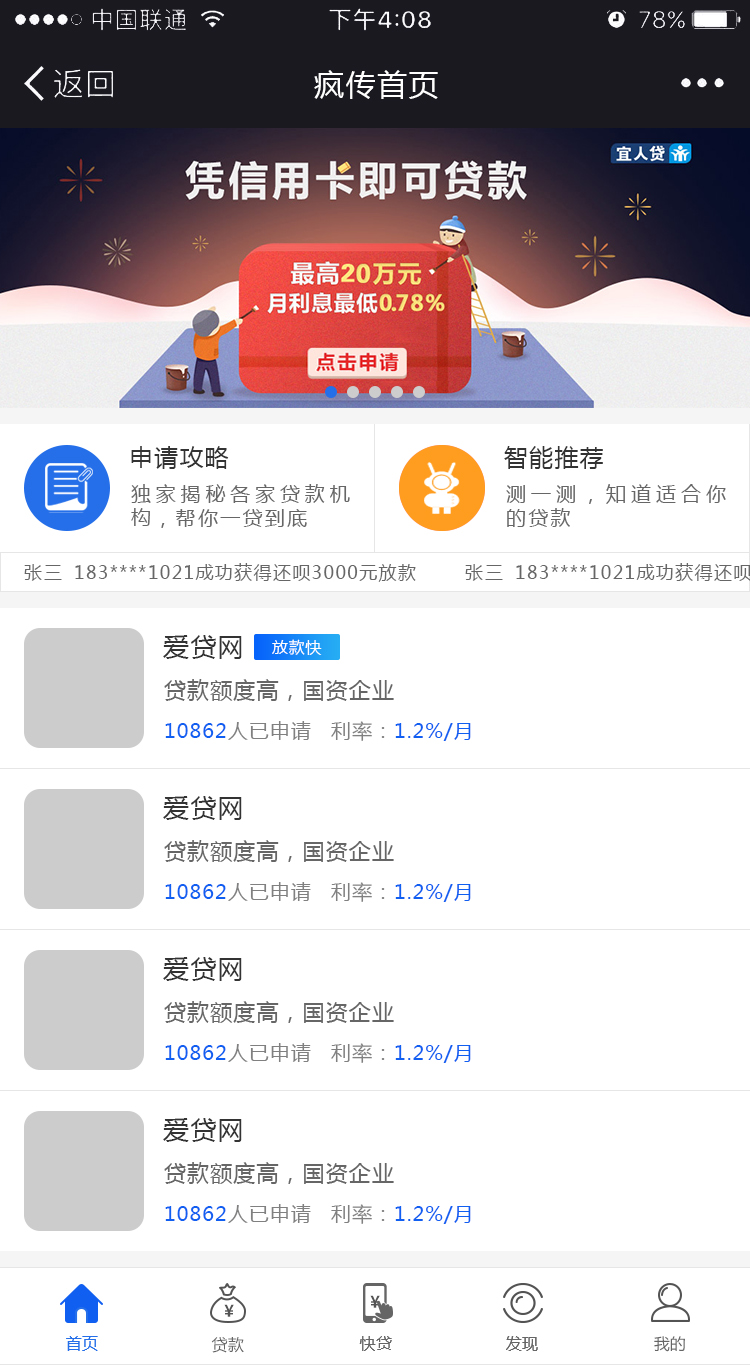 中国联通 下午4:08 78%
返回 疯传首页
宜人贷
凭信用卡即可贷款
最高20万元
月利息最低0.78%
点击申请
申请攻略
独家揭秘各家贷款机
构，帮你一贷到底
智能推荐
测一测，知道适合你
的贷款
张三 183****1021成功获得还呗3000元放款 张三 183****1021成功获得还呗
爱贷网 放款快
贷款额度高，国资企业
10862人已申请 利率：1.2%/月
爱贷网
贷款额度高，国资企业
10862人已申请 利率：1.2%/月
爱贷网
贷款额度高，国资企业
10862人已申请 利率：1.2%/月
爱贷网
贷款额度高，国资企业
10862人已申请 利率：1.2%/月
首页 贷款 快贷 发现 我的